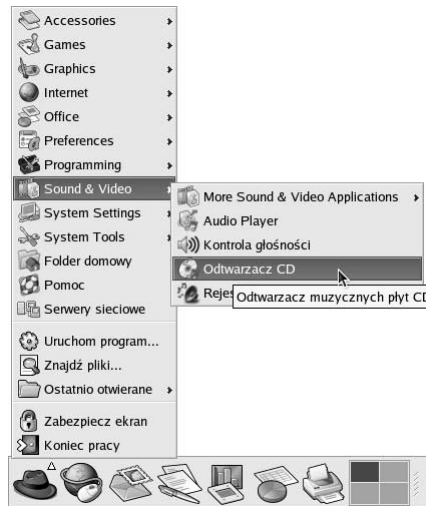 Accessories
Games
Graphics
Internet
Office
Preferences
Programming
Sound & Video
System Settings
System Tools
Folder domowy
Pomoc
Serwery sieciowe
Uruchom program...
Znajdź pliki...
Ostatnio otwierane
Zabezpiecz ekran
Koniec pracy
More Sound & Video Applications
Audio Player
Kontrola głośności
Odtwarzacz CD
Odtwarzacz muzycznych płyt CD